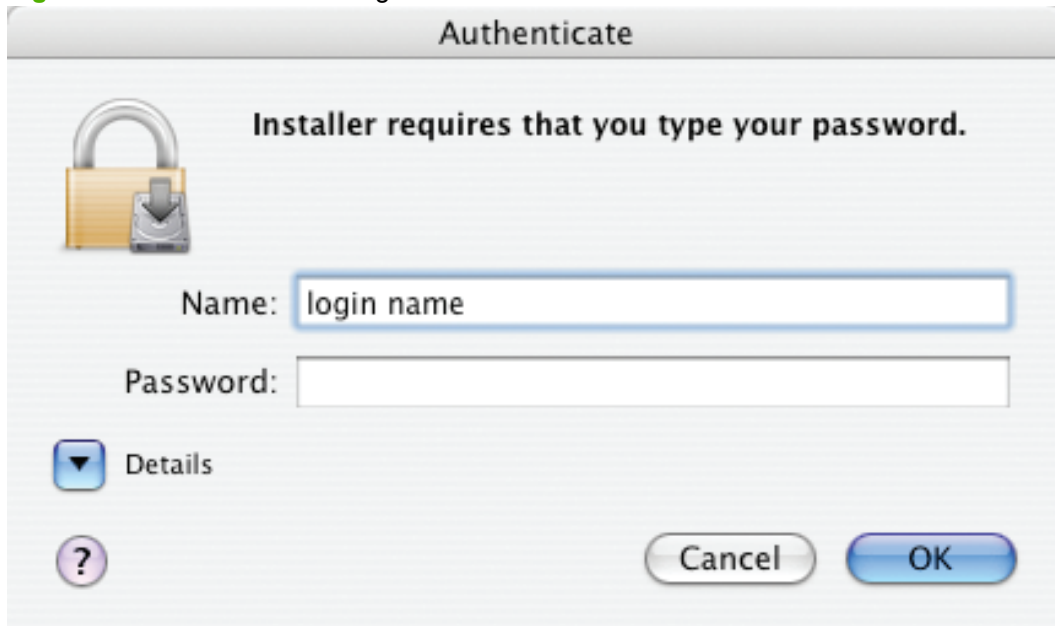 Authenticate
Installer requires that you type your password.
Name: login name
Password:
Details
?
Cancel OK